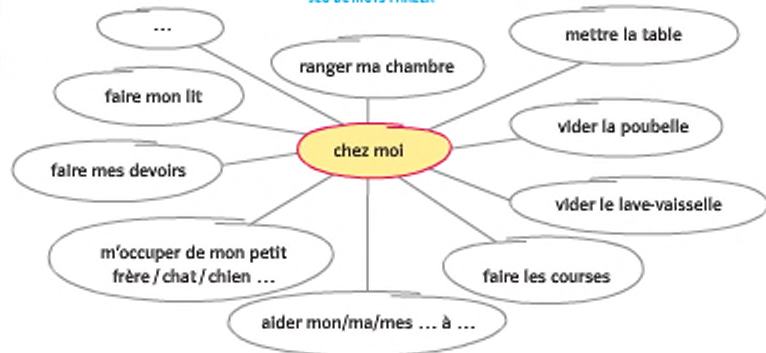 ...
ranger ma chambre
mettre la table
faire mon lit
vider la poubelle
chez moi
faire mes devoirs
vider le lave-vaisselle
m'occuper de mon petit
frère / chat / chien ...
faire les courses
aider mon/ma/mes ... à ...